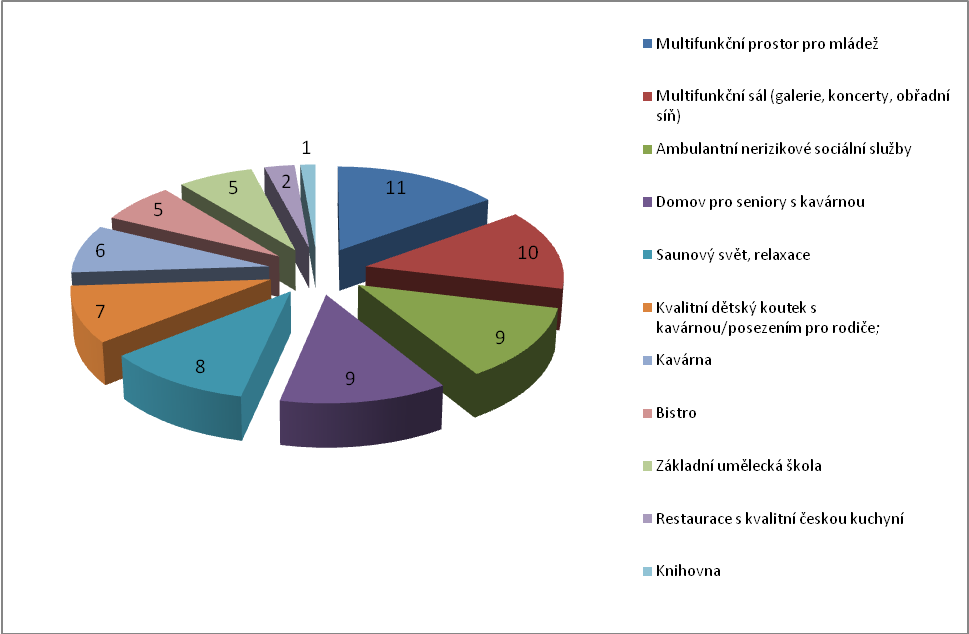 11
10
9
9
8
7
6
5
5
2
1
Multifunkční prostor pro mládež
Multifunkční sál (galerie, koncerty, obřadní
síň)
Ambulantní nerizikové sociální služby
Domov pro seniory s kavárnou
Saunový svět, relaxace
Kvalitní dětský koutek s
kavárnou/posezením pro rodiče;
Kavárna
Bistro
Základní umělecká škola
Restaurace s kvalitní českou kuchyní
Knihovna